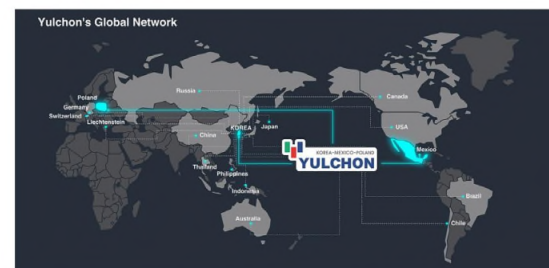 Yulchon's Global Network
Poland
Germany
Switzerland
Liechtenstein
Russia
China
KOREA
Japan
Thailand
Philippines
Indonesia
Australia
KOREA-MEXICO-POLAND
YULCHON
Canada
USA
Mexico
Brazil
Chile